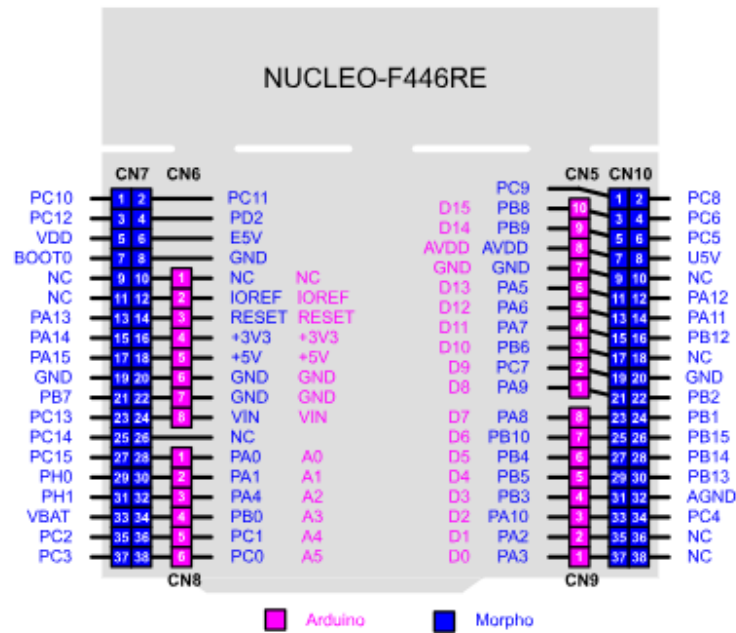 NUCLEO-F446RE
CN7 CN6 CN5 CN10
PC10 1 2 PC11 PC9 1 2 PC8
PC12 3 4 PD2 D15 PB8 10 3 4 PC6
VDD 5 6 E5V D14 PB9 9 5 6 PC5
BOOT0 7 8 GND AVDD AVDD 8 7 8 U5V
NC 9 10 1 NC NC GND GND 7 9 10 NC
NC 11 12 2 IOREF IOREF D13 PA5 6 11 12 PA12
PA13 13 14 3 RESET RESET D12 PA6 5 13 14 PA11
PA14 15 16 4 +3V3 +3V3 D11 PA7 4 15 16 PB12
PA15 17 18 5 +5V +5V D10 PB6 3 17 18 NC
GND 19 20 6 GND GND D9 PC7 2 19 20 GND
PB7 21 22 7 GND GND D8 PA9 1 21 22 PB2
PC13 23 24 8 VIN VIN D7 PA8 8 23 24 PB1
PC14 25 26 NC D6 PB10 7 25 26 PB15
PC15 27 28 1 PA0 A0 D5 PB4 6 27 28 PB14
PH0 29 30 2 PA1 A1 D4 PB5 5 29 30 PB13
PH1 31 32 3 PA4 A2 D3 PB3 4 31 32 AGND
VBAT 33 34 4 PB0 A3 D2 PA10 3 33 34 PC4
PC2 35 36 5 PC1 A4 D1 PA2 2 35 36 NC
PC3 37 38 6 PC0 A5 D0 PA3 1 37 38 NC
CN8 CN9
Arduino Morpho